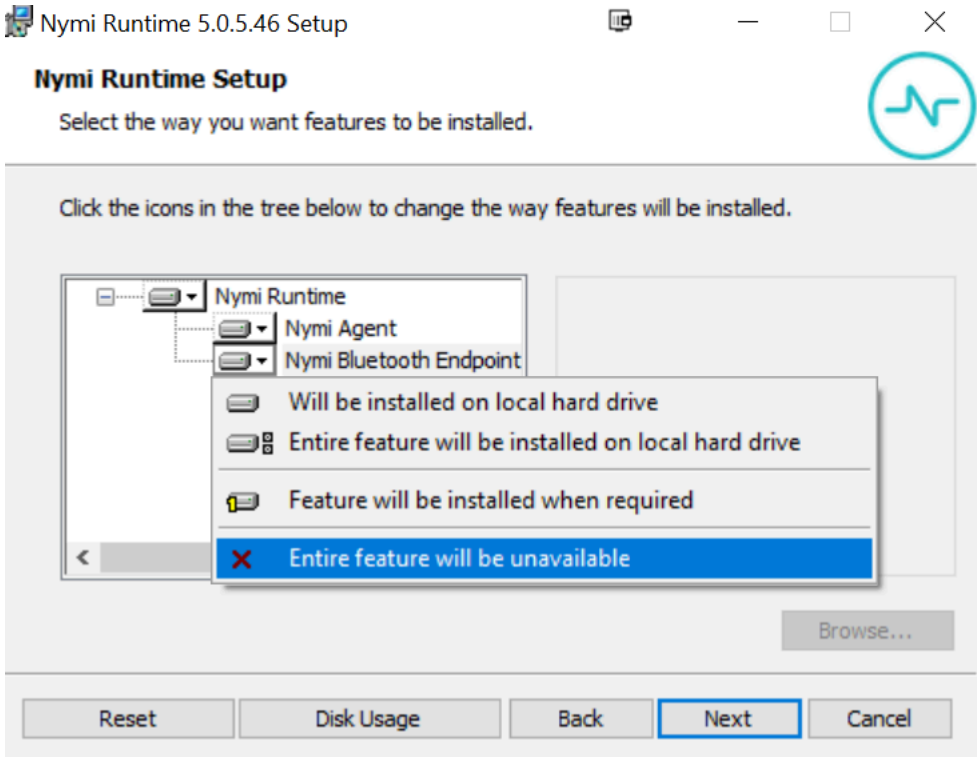 Nymi Runtime 5.0.5.46 Setup
Nymi Runtime Setup
Select the way you want features to be installed.
Click the icons in the tree below to change the way features will be installed.
Nymi Runtime
Nymi Agent
Nymi Bluetooth Endpoint
Will be installed on local hard drive
Entire feature will be installed on local hard drive
Feature will be installed when required
Entire feature will be unavailable
Browse...
Reset Disk Usage Back Next Cancel